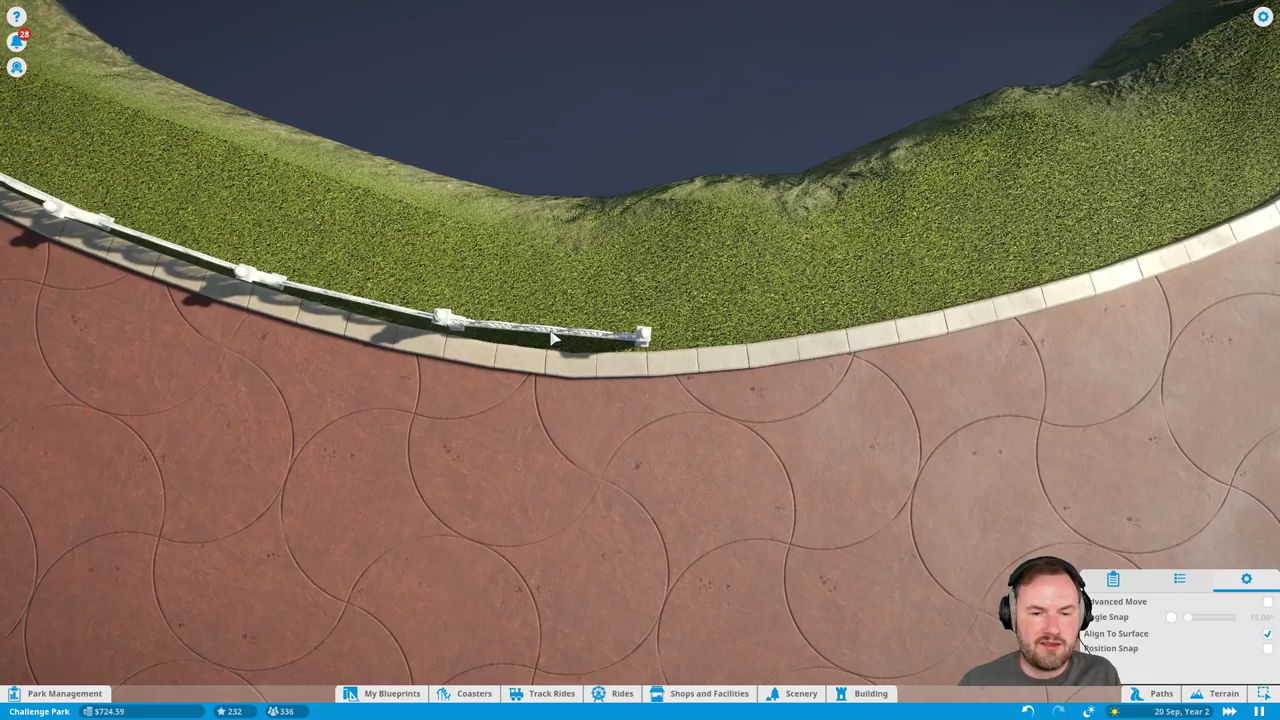 ?
28
Advanced Move
Angle Snap 15.00°
Align To Surface
Position Snap
Park Management
My Blueprints
Coasters
Track Rides
Rides
Shops and Facilities
Scenery
Building
Paths
Terrain
Challenge Park
$724.59
232
336
20 Sep, Year 2